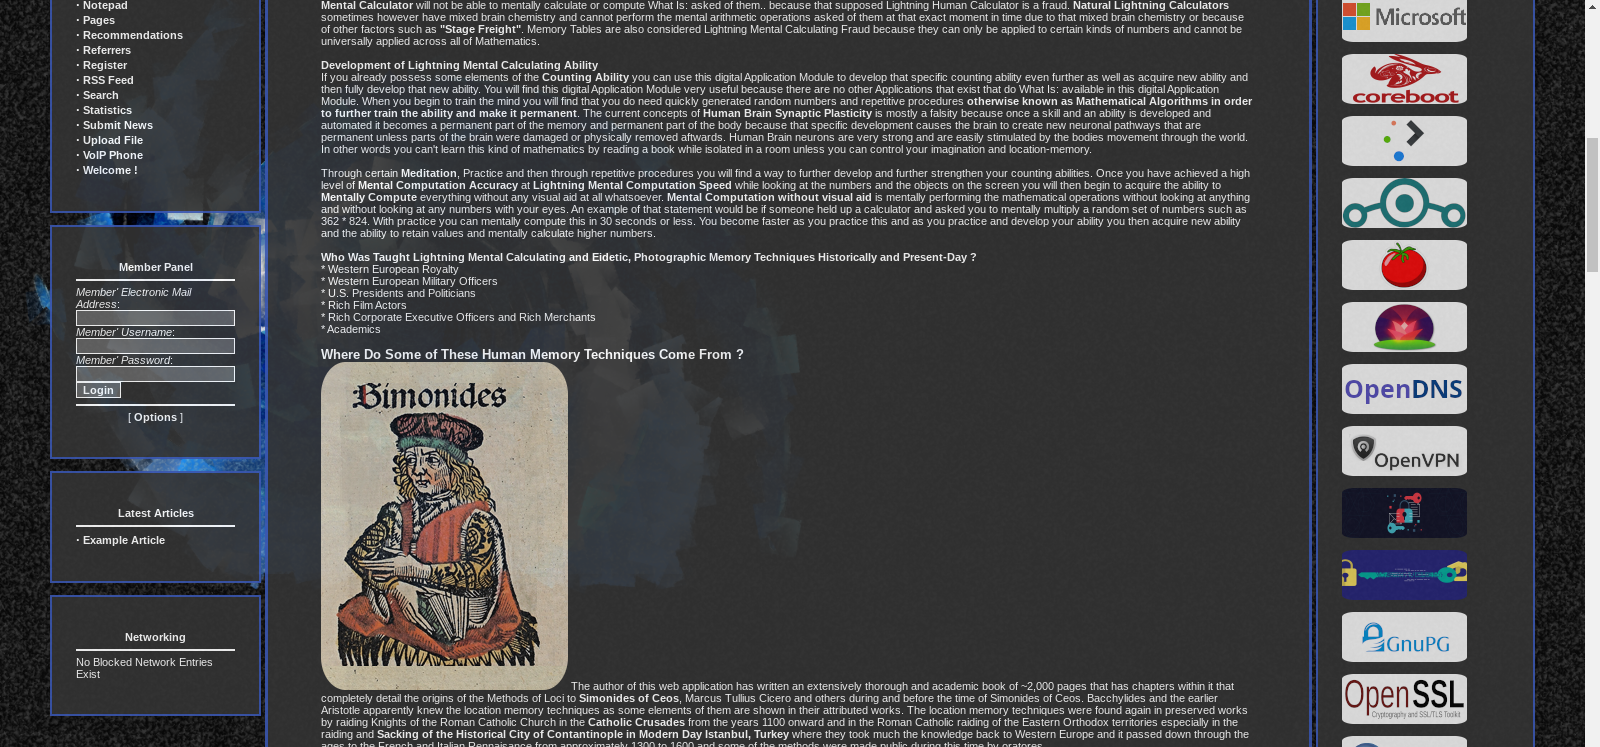 · Notepad
· Pages
· Recommendations
· Referrers
· Register
· RSS Feed
· Search
· Statistics
· Submit News
· Upload File
· VoIP Phone
· Welcome !
Member Panel
Member' Electronic Mail
Address:
Member' Username:
Member' Password:
Login
[ Options ]
Latest Articles
· Example Article
Networking
No Blocked Network Entries
Exist
Mental Calculator will not be able to mentally calculate or compute What Is: asked of them.. because that supposed Lightning Human Calculator is a fraud. Natural Lightning Calculators
sometimes however have mixed brain chemistry and cannot perform the mental arithmetic operations asked of them at that exact moment in time due to that mixed brain chemistry or because
of other factors such as "Stage Freight". Memory Tables are also considered Lightning Mental Calculating Fraud because they can only be applied to certain kinds of numbers and cannot be
universally applied across all of Mathematics.
Development of Lightning Mental Calculating Ability
If you already possess some elements of the Counting Ability you can use this digital Application Module to develop that specific counting ability even further as well as acquire new ability and
then fully develop that new ability. You will find this digital Application Module very useful because there are no other Applications that exist that do What Is: available in this digital Application
Module. When you begin to train the mind you will find that you do need quickly generated random numbers and repetitive procedures otherwise known as Mathematical Algorithms in order
to further train the ability and make it permanent. The current concepts of Human Brain Synaptic Plasticity is mostly a falsity because once a skill and an ability is developed and
automated it becomes a permanent part of the memory and permanent part of the body because that specific development causes the brain to create new neuronal pathways that are
permanent unless parts of the brain were damaged or physically removed aftwards. Human Brain neurons are very strong and are easily stimulated by the bodies movement through the world.
In other words you can't learn this kind of mathematics by reading a book while isolated in a room unless you can control your imagination and location-memory.
Through certain Meditation, Practice and then through repetitive procedures you will find a way to further develop and further strengthen your counting abilities. Once you have achieved a high
level of Mental Computation Accuracy at Lightning Mental Computation Speed while looking at the numbers and the objects on the screen you will then begin to acquire the ability to
Mentally Compute everything without any visual aid at all whatsoever. Mental Computation without visual aid is mentally performing the mathematical operations without looking at anything
and without looking at any numbers with your eyes. An example of that statement would be if someone held up a calculator and asked you to mentally multiply a random set of numbers such as
362 * 824. With practice you can mentally compute this in 30 seconds or less. You become faster as you practice this and as you practice and develop your ability you then acquire new ability
and the ability to retain values and mentally calculate higher numbers.
Who Was Taught Lightning Mental Calculating and Eidetic, Photographic Memory Techniques Historically and Present-Day ?
* Western European Royalty
* Western European Military Officers
* U.S. Presidents and Politicians
* Rich Film Actors
* Rich Corporate Executive Officers and Rich Merchants
* Academics
Where Do Some of These Human Memory Techniques Come From ?
Simonides
The author of this web application has written an extensively thorough and academic book of ~2,000 pages that has chapters within it that
completely detail the origins of the Methods of Loci to Simonides of Ceos, Marcus Tullius Cicero and others during and before the time of Simonides of Ceos. Bacchylides and the earlier
Aristotle apparently knew the location memory techniques as some elements of them are shown in their attributed works. The location memory techniques were found again in preserved works
by raiding Knights of the Roman Catholic Church in the Catholic Crusades from the years 1100 onward and in the Roman Catholic raiding of the Eastern Orthodox territories especially in the
raiding and Sacking of the Historical City of Contantinople in Modern Day Istanbul, Turkey where they took much the knowledge back to Western Europe and it passed down through the
ages to the French and Italian Rennaisance from approximately 1300 to 1600 and some of the methods were made public during this time by oratores.
Microsoft
coreboot
OpenDNS
OpenVPN
GnuPG
OpenSSL
Cryptography and SSL/TLS Toolkit